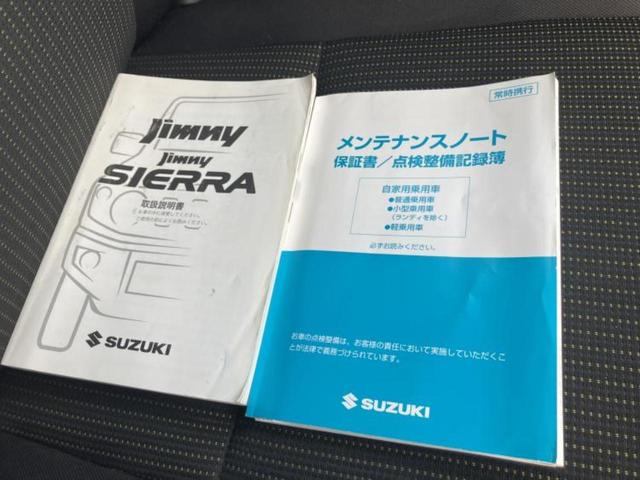 Jimny
Jimny
SIERRA
取扱説明書
SUZUKI
常時携行
メンテナンスノート
保証書/点検整備記録簿
自家用乗用車
●普通乗用車
●小型乗用車
(ランディを除く)
●軽乗用車
必ずお読みください。
お車の点検整備は、お客様の責任において実施していただくこ
とが法律で義務づけられています。
SUZUKI